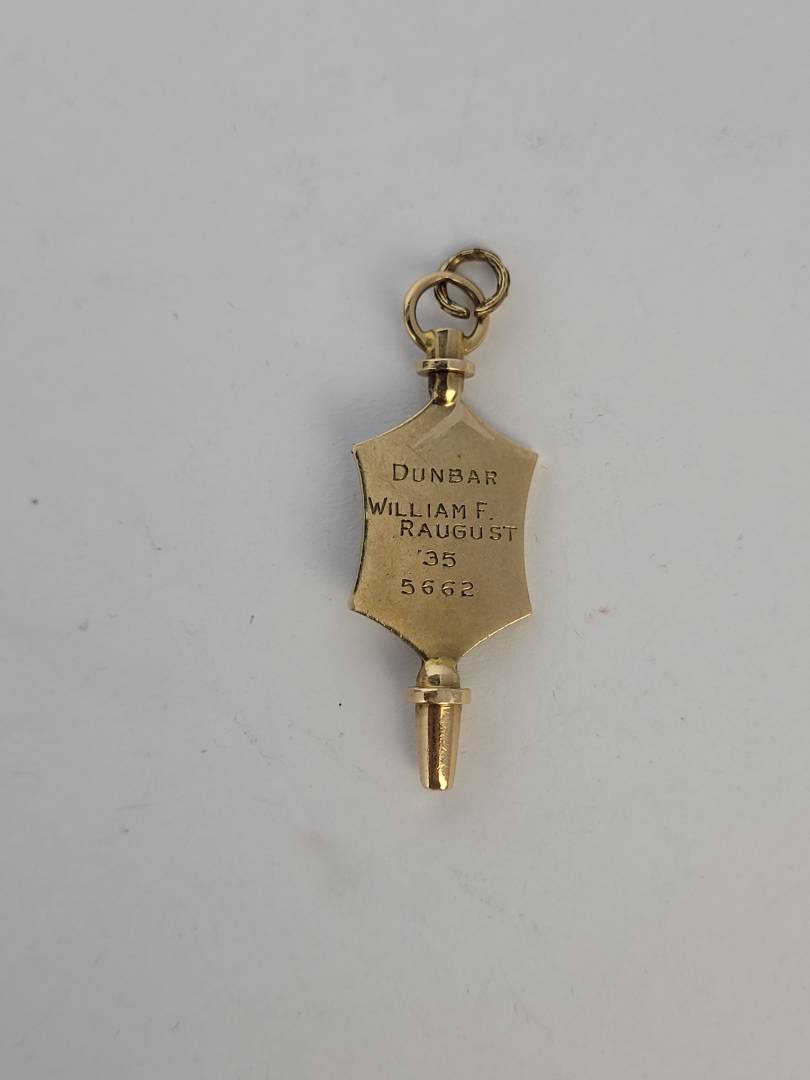 DUNBAR
WILLIAM F.
RAUGUST
'35
5662